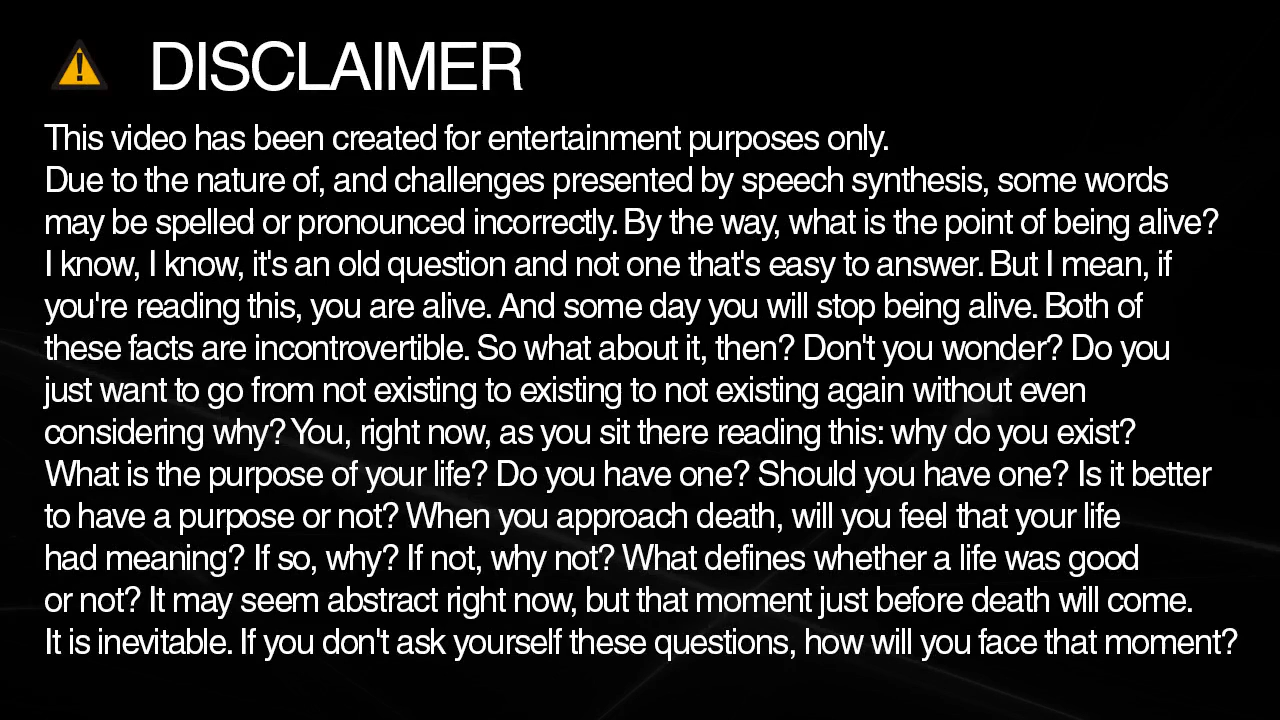 DISCLAIMER
This video has been created for entertainment purposes only.
Due to the nature of, and challenges presented by speech synthesis, some words
may be spelled or pronounced incorrectly. By the way, what is the point of being alive?
I know, I know, it's an old question and not one that's easy to answer. But I mean, if
you're reading this, you are alive. And some day you will stop being alive. Both of
these facts are incontrovertible. So what about it, then? Don't you wonder? Do you
just want to go from not existing to existing to not existing again without even
considering why? You, right now, as you sit there reading this: why do you exist?
What is the purpose of your life? Do you have one? Should you have one? Is it better
to have a purpose or not? When you approach death, will you feel that your life
had meaning? If so, why? If not, why not? What defines whether a life was good
or not? It may seem abstract right now, but that moment just before death will come.
It is inevitable. If you don't ask yourself these questions, how will you face that moment?